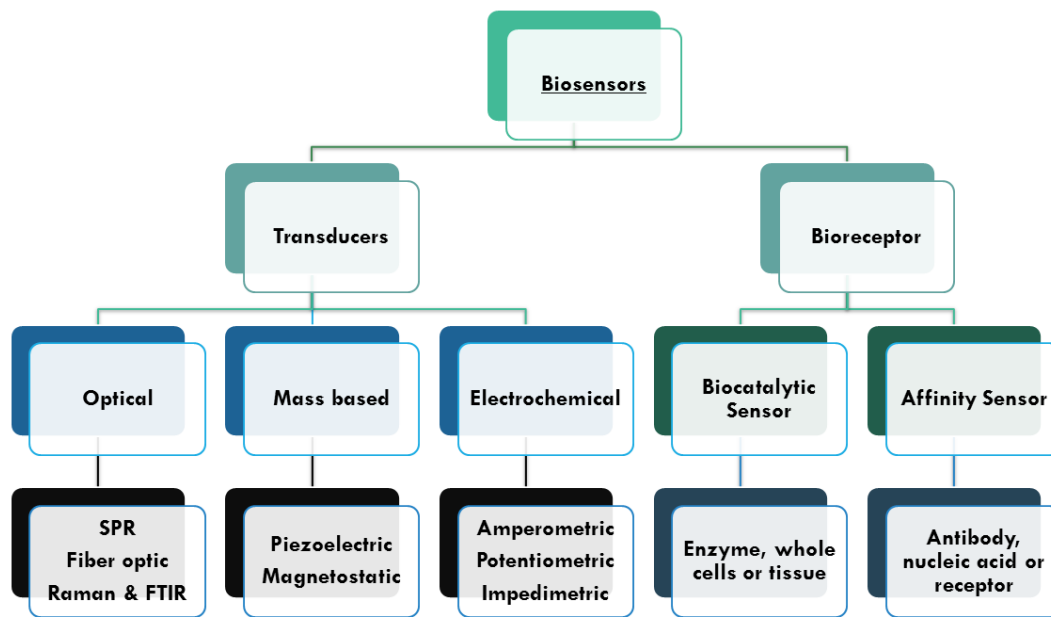 Biosensors
Transducers
Bioreceptor
Optical
Mass based
Electrochemical
Biocatalytic
Sensor
Affinity Sensor
SPR
Fiber optic
Raman & FTIR
Piezoelectric
Magnetostatic
Amperometric
Potentiometric
Impedimetric
Enzyme, whole
cells or tissue
Antibody,
nucleic acid or
receptor